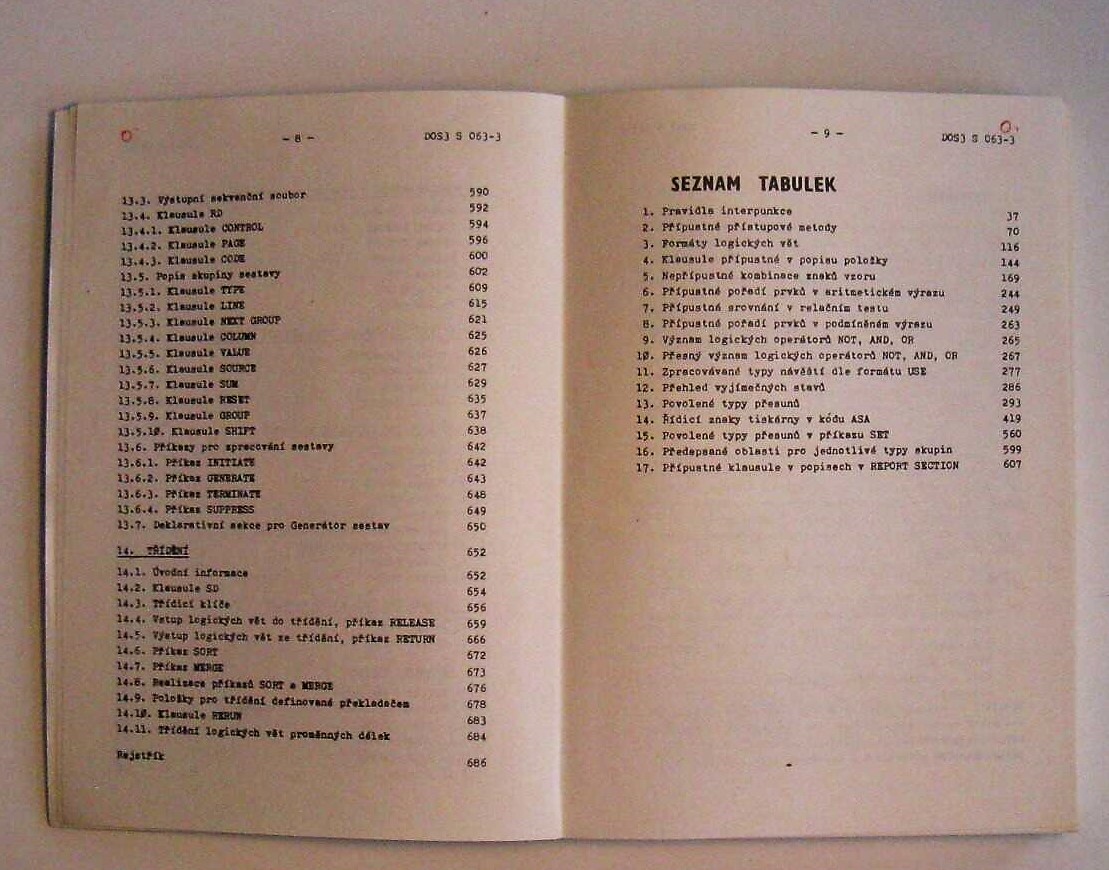 - 8 -
DOS3 S 063-3
13.3. Výstupní sekvenční soubor 590
13.4. Klausule RD 592
13.4.1. Klausule CONTROL 594
13.4.2. Klausule PAGE 596
13.4.3. Klausule CODE 600
13.5. Popis skupiny sestavy 602
13.5.1. Klausule TYPE 609
13.5.2. Klausule LINE 615
13.5.3. Klausule NEXT GROUP 621
13.5.4. Klausule COLUMN 625
13.5.5. Klausule VALUE 626
13.5.6. Klausule SOURCE 627
13.5.7. Klausule SUM 629
13.5.8. Klausule RESET 635
13.5.9. Klausule GROUP 637
13.5.10. Klausule SHIFT 638
13.6. Příkazy pro zpracování sestavy 642
13.6.1. Příkaz INITIATE 642
13.6.2. Příkaz GENERATE 643
13.6.3. Příkaz TERMINATE 648
13.6.4. Příkaz SUPPRESS 649
13.7. Deklarativní sekce pro Generátor sestav 650
14. TŘÍDĚNÍ 652
14.1. Úvodní informace 652
14.2. Klausule SD 654
14.3. Třídicí klíče 656
14.4. Vstup logických vět do třídění, příkaz RELEASE 659
14.5. Výstup logických vět ze třídění, příkaz RETURN 666
14.6. Příkaz SORT 672
14.7. Příkaz MERGE 673
14.8. Realizace příkazů SORT a MERGE 676
14.9. Položky pro třídění definované překladačem 678
14.10. Klausule RERUN 683
14.11. Třídění logických vět proměnných délek 684
Rejstřík 686
- 9 -
DOS3 S 063-3
SEZNAM TABULEK
1. Pravidla interpunkce 37
2. Přípustné přístupové metody 70
3. Formáty logických vět 116
4. Klausule přípustné v popisu položky 144
5. Nepřípustné kombinace znaků vzoru 169
6. Přípustné pořadí prvků v aritmetickém výrazu 244
7. Přípustná srovnání v relačním testu 249
8. Přípustné pořadí prvků v podmíněném výrazu 263
9. Význam logických operátorů NOT, AND, OR 265
10. Přesný význam logických operátorů NOT, AND, OR 267
11. Zpracovávané typy návěští dle formátu USE 277
12. Přehled vyjímečných stavů 286
13. Povolené typy přesunů 293
14. Řídicí znaky tiskárny v kódu ASA 419
15. Povolené typy přesunů v příkazu SET 560
16. Předepsané oblasti pro jednotlivé typy skupin 599
17. Přípustné klausule v popisech v REPORT SECTION 607